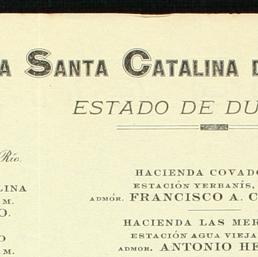 A SANTA CATALINA D
ESTADO DE DU
Río.
HACIENDA COVADO
LINA
ESTACIÓN YERBANÍS,
M.
ADMÓR. FRANCISCO A. C
O.
HACIENDA LAS MER
O
ESTACIÓN AGUA VIEJA
M.
ADMOR. ANTONIO HE